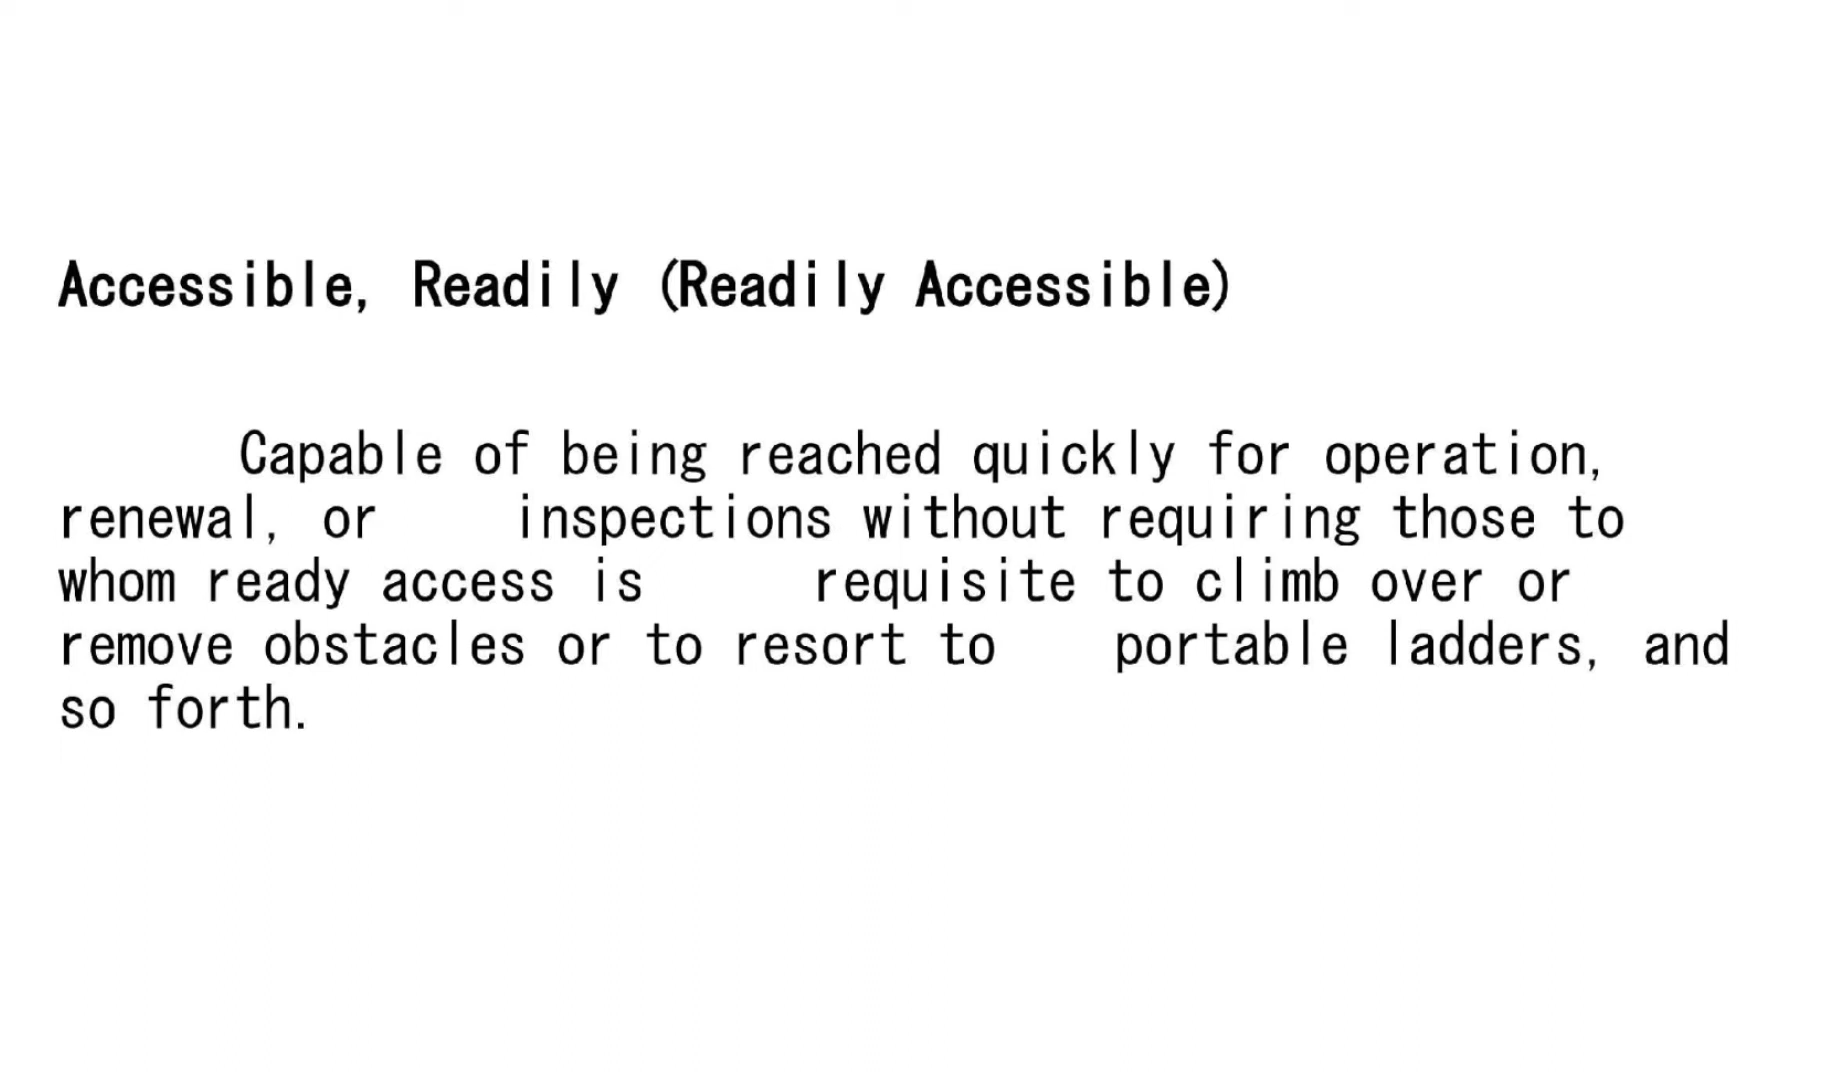 Accessible, Readily (Readily Accessible)
Capable of being reached quickly for operation,
renewal, or inspections without requiring those to
whom ready access is requisite to climb over or
remove obstacles or to resort to portable ladders, and
so forth.